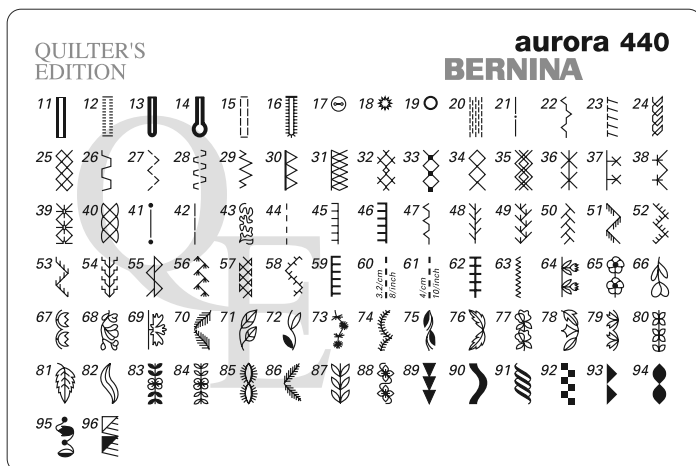 QUILTER'S
EDITION
aurora 440
BERNINA
11 12 13 14 15 16 17 18 19 20 21 22 23 24
25 26 27 28 29 30 31 32 33 34 35 36 37 38
39 40 41 42 43 44 45 46 47 48 49 50 51 52
53 54 55 56 57 58 59 60 3.2/cm 8/inch 61 4/cm 10/inch 62 63 64 65 66
67 68 69 70 71 72 73 74 75 76 77 78 79 80
81 82 83 84 85 86 87 88 89 90 91 92 93 94
95 96
QE